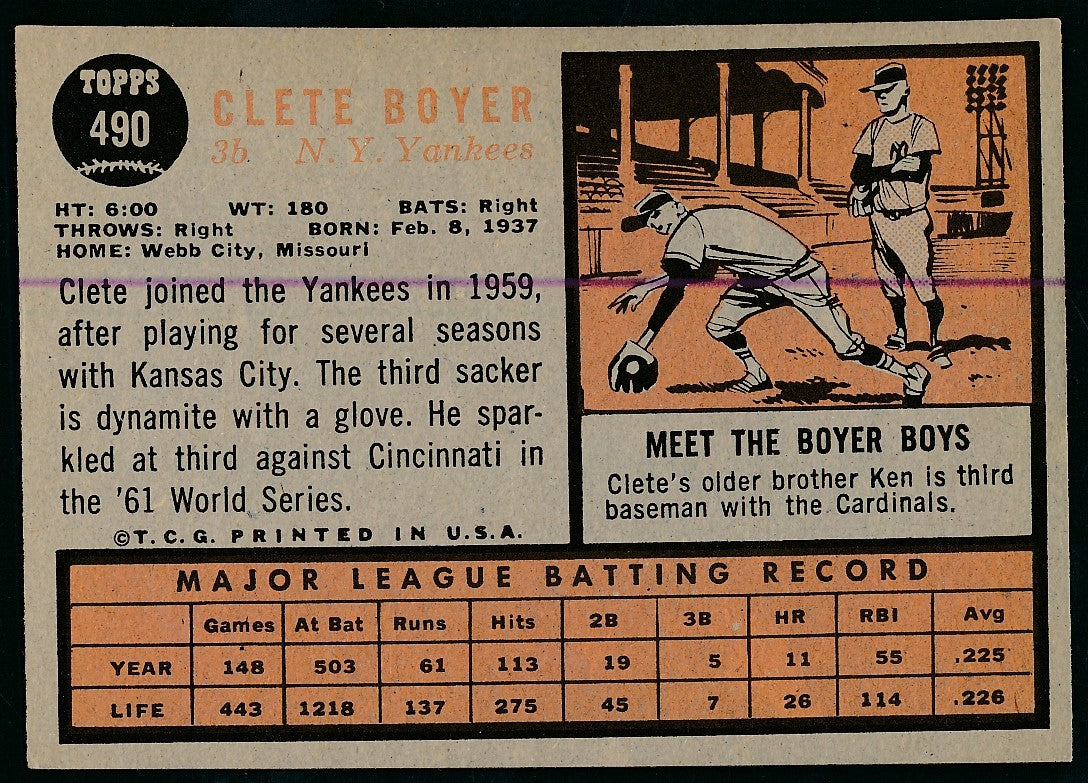 TOPPS
490
CLETE BOYER
3b N. Y. Yankees
HT: 6:00 WT: 180 BATS: Right
THROWS: Right BORN: Feb. 8, 1937
HOME: Webb City, Missouri
Clete joined the Yankees in 1959,
after playing for several seasons
with Kansas City. The third sacker
is dynamite with a glove. He spar-
kled at third against Cincinnati in
the '61 World Series.
©T. C. G. PRINTED IN U.S.A.
NY
MEET THE BOYER BOYS
Clete's older brother Ken is third
baseman with the Cardinals.
MAJOR LEAGUE BATTING RECORD
Games At Bat Runs Hits 2B 3B HR RBI Avg
YEAR 148 503 61 113 19 5 11 55 .225
LIFE 443 1218 137 275 45 7 26 114 .226